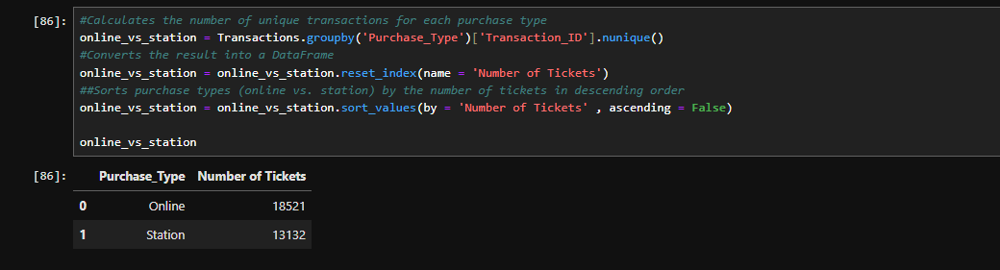 [86]: #Calculates the number of unique transactions for each purchase type
online_vs_station = Transactions.groupby('Purchase_Type')['Transaction_ID'].nunique()
#Converts the result into a DataFrame
online_vs_station = online_vs_station.reset_index(name = 'Number of Tickets')
##Sorts purchase types (online vs. station) by the number of tickets in descending order
online_vs_station = online_vs_station.sort_values(by = 'Number of Tickets' , ascending = False)
online_vs_station
[86]: Purchase_Type Number of Tickets
0 Online 18521
1 Station 13132